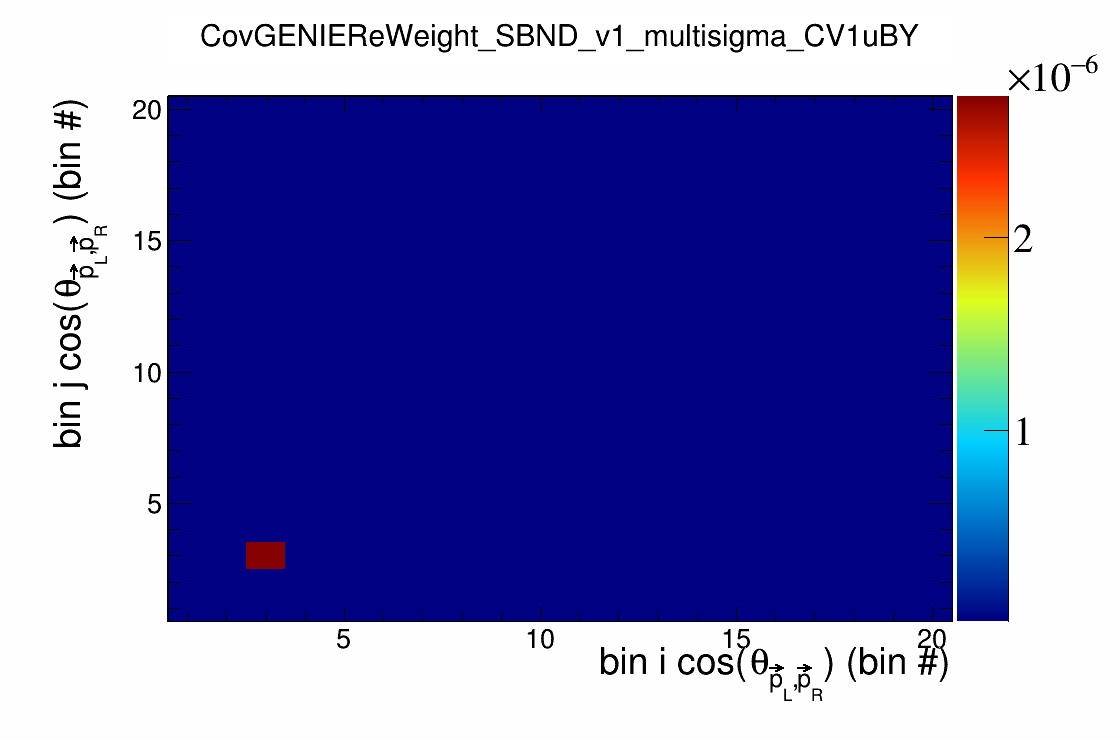 CovGENIEReWeight_SBND_v1_multisigma_CV1uBY
×10⁻⁶
bin j cos(θ_{p⃗_L,p⃗_R}) (bin #)
20
15
10
5
2
1
5 10 15 20
bin i cos(θ_{p⃗_L,p⃗_R}) (bin #)